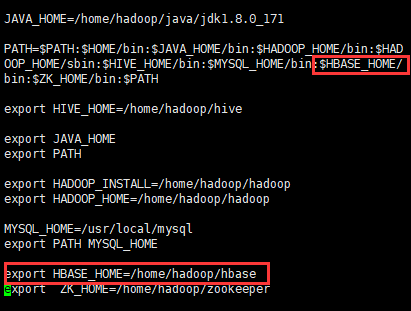 JAVA_HOME=/home/hadoop/java/jdk1.8.0_171
PATH=$PATH:$HOME/bin:$JAVA_HOME/bin:$HADOOP_HOME/bin:$HAD
OOP_HOME/sbin:$HIVE_HOME/bin:$MYSQL_HOME/bin:$HBASE_HOME/
bin:$ZK_HOME/bin:$PATH
export HIVE_HOME=/home/hadoop/hive
export JAVA_HOME
export PATH
export HADOOP_INSTALL=/home/hadoop/hadoop
export HADOOP_HOME=/home/hadoop/hadoop
MYSQL_HOME=/usr/local/mysql
export PATH MYSQL_HOME
export HBASE_HOME=/home/hadoop/hbase
export  ZK_HOME=/home/hadoop/zookeeper